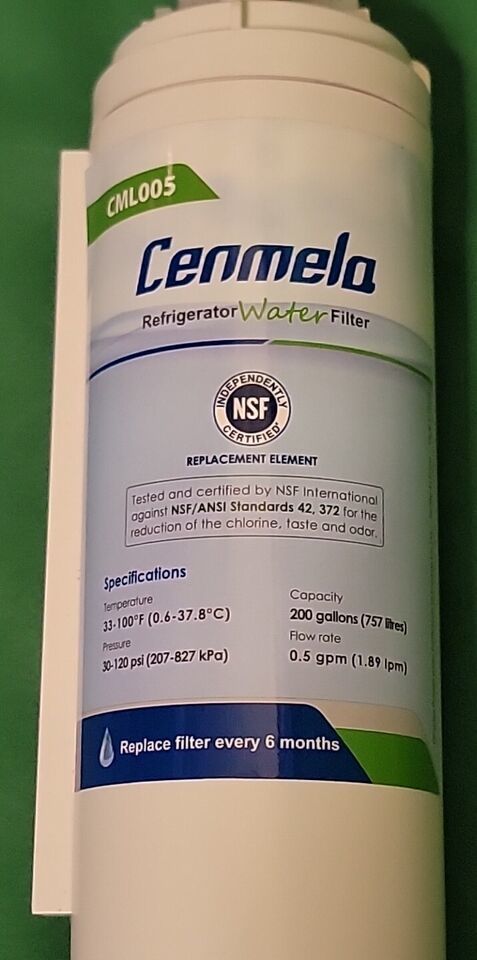 CML005
Cenmela
Refrigerator Water Filter
INDEPENDENTLY
NSF
CERTIFIED
REPLACEMENT ELEMENT
Tested and certified by NSF International
against NSF/ANSI Standards 42, 372 for the
reduction of the chlorine, taste and odor.
Specifications
Temperature
33-100°F (0.6-37.8°C)
Pressure
30-120 psi (207-827 kPa)
Capacity
200 gallons (757 litres)
Flow rate
0.5 gpm (1.89 lpm)
Replace filter every 6 months